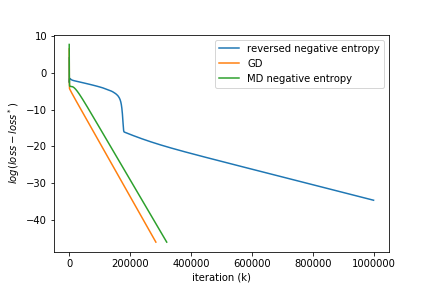 10
0
−10
−20
−30
−40
log(loss − loss*)
reversed negative entropy
GD
MD negative entropy
0 200000 400000 600000 800000 1000000
iteration (k)